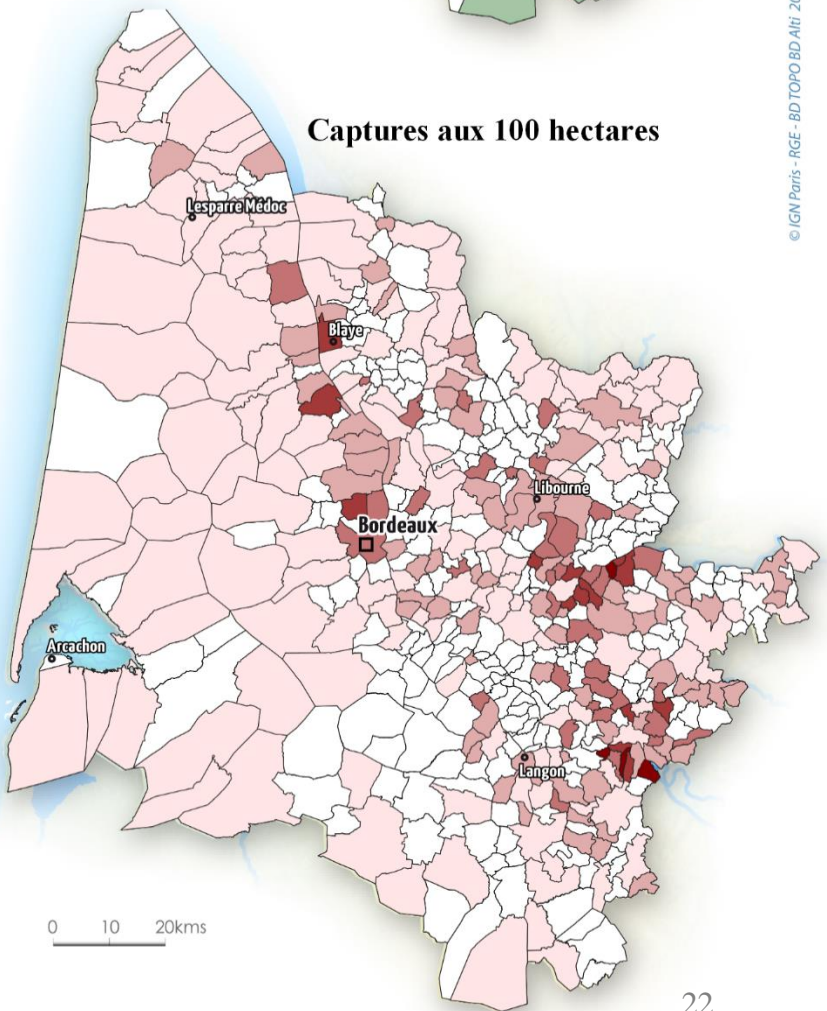 © IGN Paris - RGE - BD TOPO BD Alti
Captures aux 100 hectares
Lesparre Médoc
Blaye
Libourne
Bordeaux
Arcachon
Langon
0 10 20kms
22